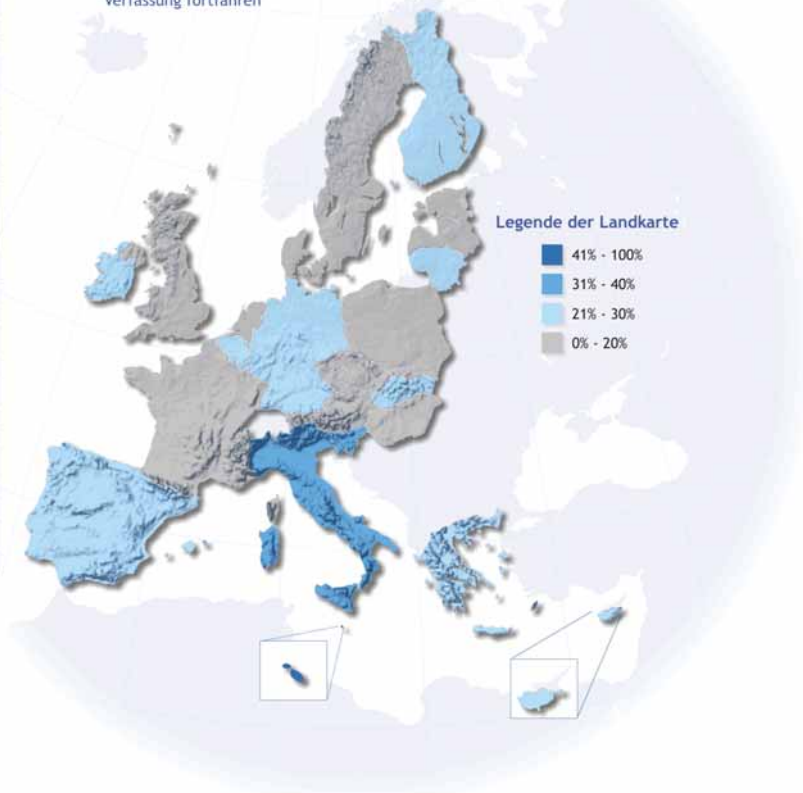 Verfassung fortfahren
Legende der Landkarte
41% - 100%
31% - 40%
21% - 30%
0% - 20%